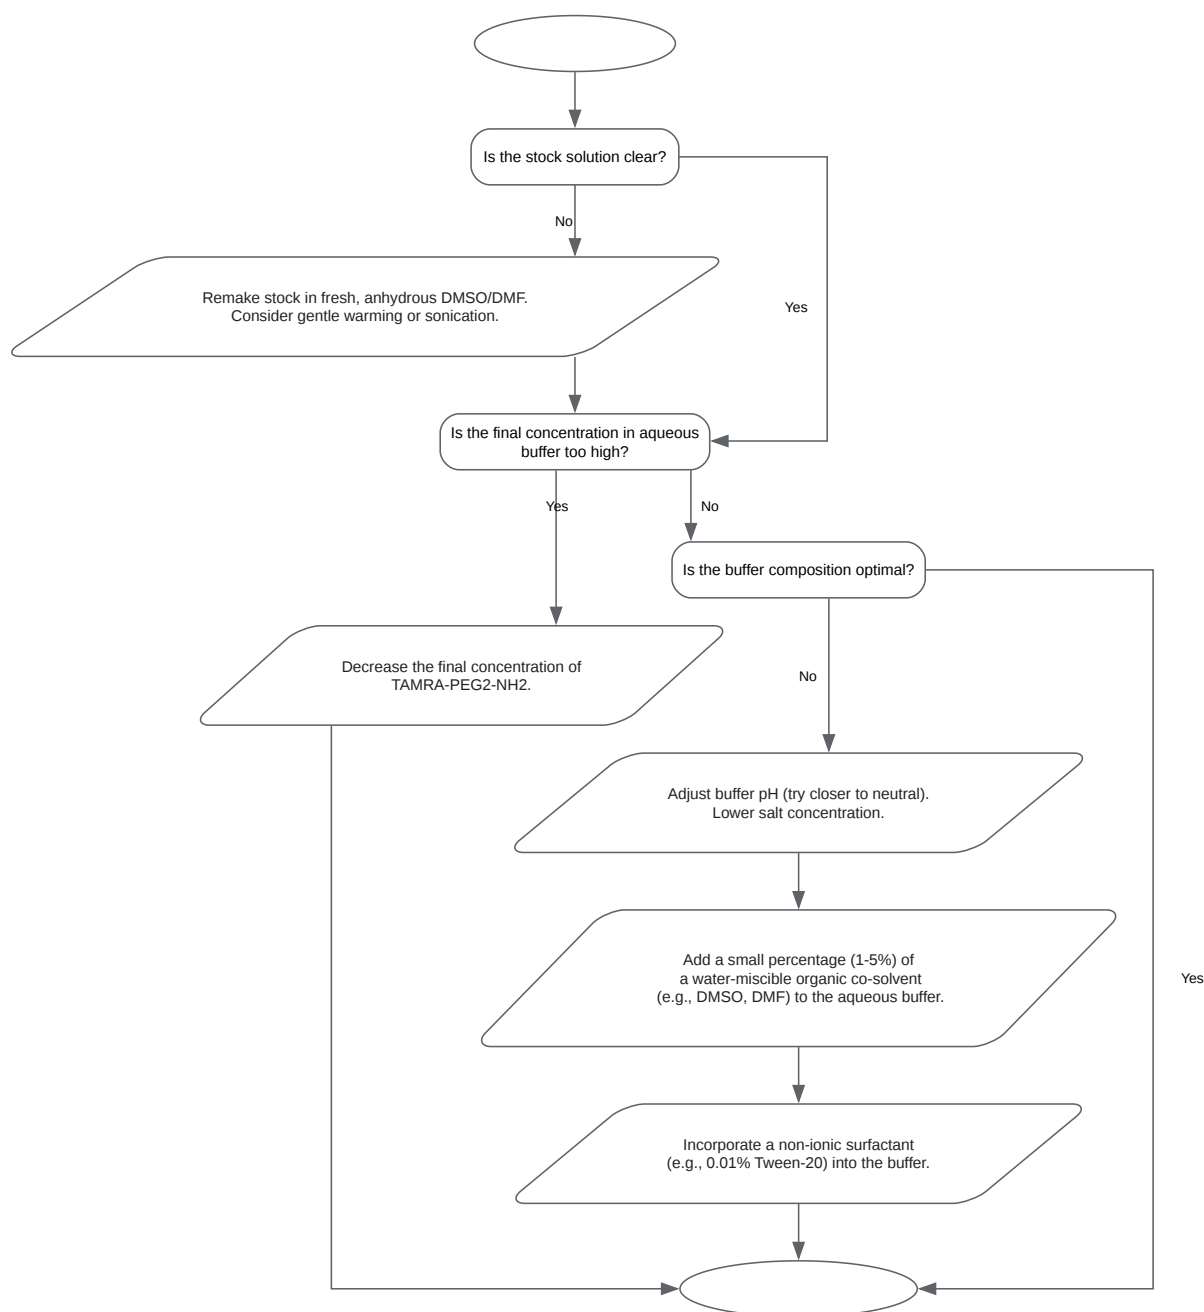 Is the stock solution clear?
No
Remake stock in fresh, anhydrous DMSO/DMF.
Consider gentle warming or sonication.
Yes
Is the final concentration in aqueous
buffer too high?
Yes
No
Is the buffer composition optimal?
Decrease the final concentration of
TAMRA-PEG2-NH2.
No
Adjust buffer pH (try closer to neutral).
Lower salt concentration.
Add a small percentage (1-5%) of
a water-miscible organic co-solvent
(e.g., DMSO, DMF) to the aqueous buffer.
Yes
Incorporate a non-ionic surfactant
(e.g., 0.01% Tween-20) into the buffer.